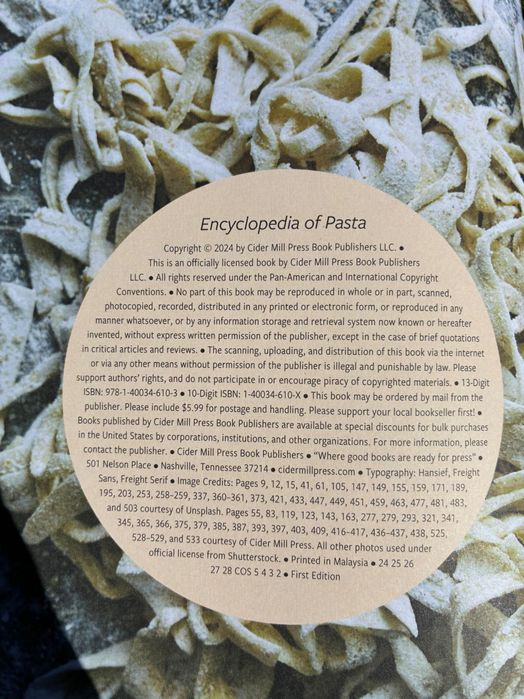 Encyclopedia of Pasta
Copyright © 2024 by Cider Mill Press Book Publishers LLC. •
This is an officially licensed book by Cider Mill Press Book Publishers
LLC. • All rights reserved under the Pan-American and International Copyright
Conventions. • No part of this book may be reproduced in whole or in part, scanned,
photocopied, recorded, distributed in any printed or electronic form, or reproduced in any
manner whatsoever, or by any information storage and retrieval system now known or hereafter
invented, without express written permission of the publisher, except in the case of brief quotations
in critical articles and reviews. • The scanning, uploading, and distribution of this book via the internet
or via any other means without permission of the publisher is illegal and punishable by law. Please
support authors' rights, and do not participate in or encourage piracy of copyrighted materials. • 13-Digit
ISBN: 978-1-40034-610-3 • 10-Digit ISBN: 1-40034-610-X • This book may be ordered by mail from the
publisher. Please include $5.99 for postage and handling. Please support your local bookseller first! •
Books published by Cider Mill Press Book Publishers are available at special discounts for bulk purchases
in the United States by corporations, institutions, and other organizations. For more information, please
contact the publisher. • Cider Mill Press Book Publishers • "Where good books are ready for press" •
501 Nelson Place • Nashville, Tennessee 37214 • cidermillpress.com • Typography: Hansief, Freight
Sans, Freight Serif • Image Credits: Pages 9, 12, 15, 41, 61, 105, 147, 149, 155, 159, 171, 189,
195, 203, 253, 258–259, 337, 360–361, 373, 421, 433, 447, 449, 451, 459, 463, 477, 481, 483,
and 503 courtesy of Unsplash. Pages 55, 83, 119, 123, 143, 163, 277, 279, 293, 321, 341,
345, 365, 366, 375, 379, 385, 387, 393, 397, 403, 409, 416–417, 436–437, 438, 525,
528–529, and 533 courtesy of Cider Mill Press. All other photos used under
official license from Shutterstock. • Printed in Malaysia • 24 25 26
27 28 COS 5 4 3 2 • First Edition